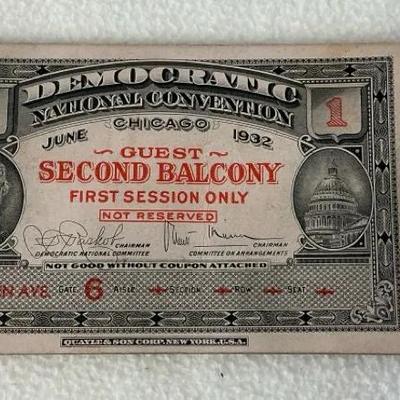 DEMOCRATIC
NATIONAL CONVENTION
CHICAGO
JUNE 1932
1
GUEST
SECOND BALCONY
FIRST SESSION ONLY
NOT RESERVED
CHAIRMAN CHAIRMAN
DEMOCRATIC NATIONAL COMMITTEE COMMITTEE ON ARRANGEMENTS
NOT GOOD WITHOUT COUPON ATTACHED
EN AVE. GATE 6 AISLE SECTION ROW SEAT
QUAYLE & SON CORP. NEW YORK, U.S.A.